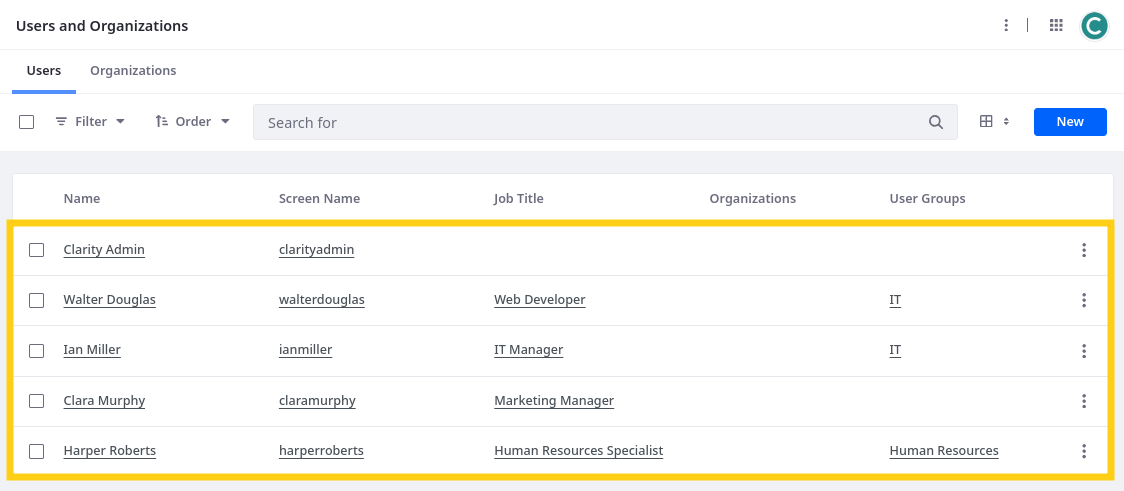 Users and Organizations
C
Users Organizations
Filter Order Search for New
Name Screen Name Job Title Organizations User Groups
Clarity Admin clarityadmin
Walter Douglas walterdouglas Web Developer IT
Ian Miller ianmiller IT Manager IT
Clara Murphy claramurphy Marketing Manager
Harper Roberts harperroberts Human Resources Specialist Human Resources